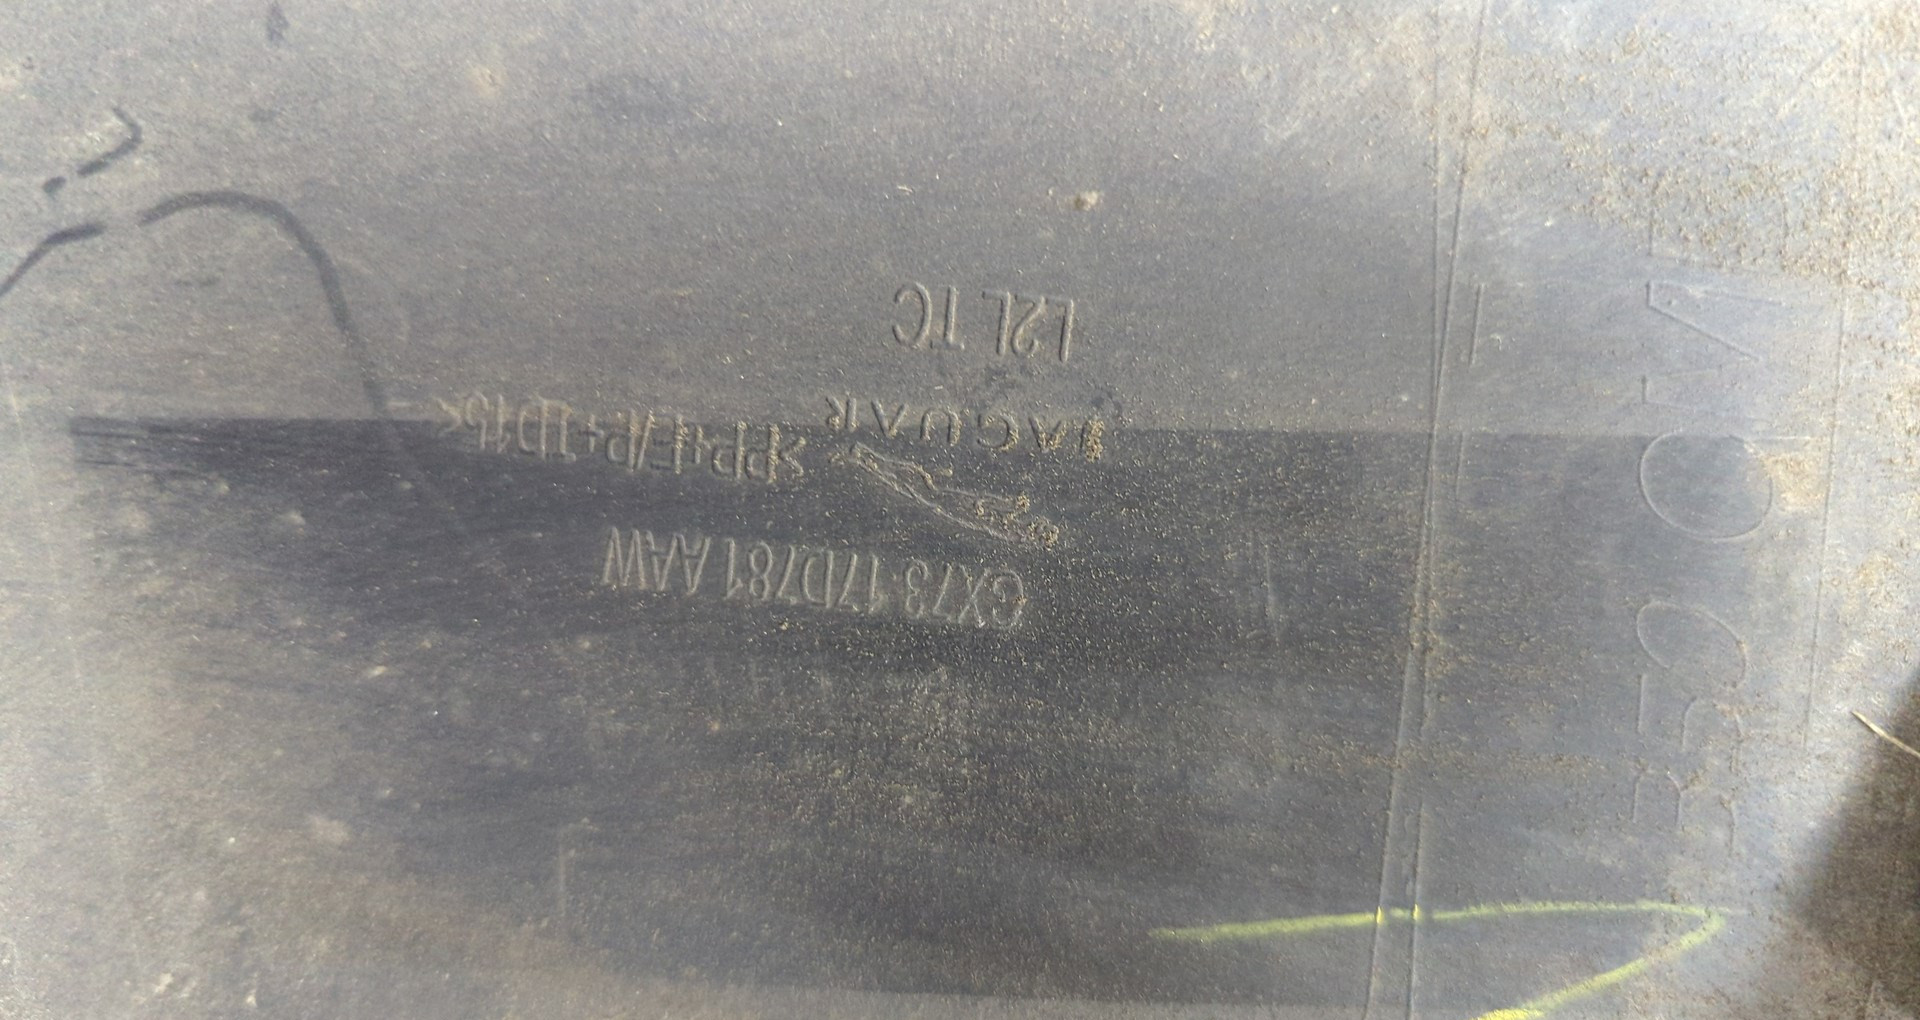 GX73 17D781 AAW
JAGUAR >PP+E/P+TD15<
L2L TC